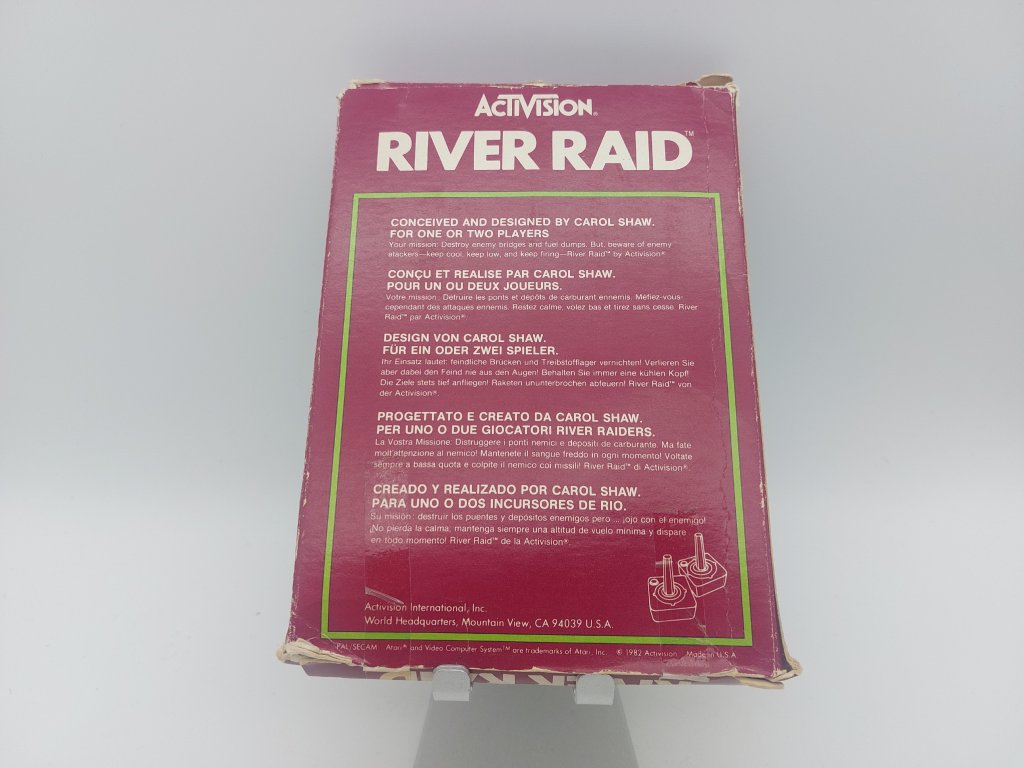 ACTIVISION®
RIVER RAID™
CONCEIVED AND DESIGNED BY CAROL SHAW.
FOR ONE OR TWO PLAYERS
Your mission: Destroy enemy bridges and fuel dumps. But, beware of enemy
attackers—keep cool, keep low, and keep firing—River Raid™ by Activision®
CONÇU ET REALISE PAR CAROL SHAW.
POUR UN OU DEUX JOUEURS.
Votre mission: Détruire les ponts et depôts de carburant ennemis. Méfiez-vous-
cependant des attaques ennemis. Restez calme, volez bas et tirez sans cesse. River
Raid™ par Activision®.
DESIGN VON CAROL SHAW.
FÜR EIN ODER ZWEI SPIELER.
Ihr Einsatz lautet: feindliche Brücken und Treibstofflager vernichten! Verlieren Sie
aber dabei den Feind nie aus den Augen! Behalten Sie immer eine kühlen Kopf!
Die Ziele stets tief anfliegen! Raketen ununterbrochen abfeuern! River Raid™ von
der Activision®.
PROGETTATO E CREATO DA CAROL SHAW.
PER UNO O DUE GIOCATORI RIVER RAIDERS.
La Vostra Missione: Distruggere i ponti nemici e depositi de carburante. Ma fate
molt'attenzione al nemico! Mantenete il sangue freddo in ogni momento! Voltate
sempre a bassa quota e colpite il nemico coi missili! River Raid™ di Activision®.
CREADO Y REALIZADO POR CAROL SHAW.
PARA UNO O DOS INCURSORES DE RIO.
Su misión: destruir los puentes y depósitos enemigos pero ... ¡ojo con el enemigo!
No pierda la calma, mantenga siempre una altitud de vuelo mínima y dispare
en todo momento! River Raid™ de la Activision®.
Activision International, Inc.
World Headquarters, Mountain View, CA 94039 U.S.A.
PAL/SECAM Atari® and Video Computer System™ are trademarks of Atari, Inc. © 1982 Activision Made in U.S.A.